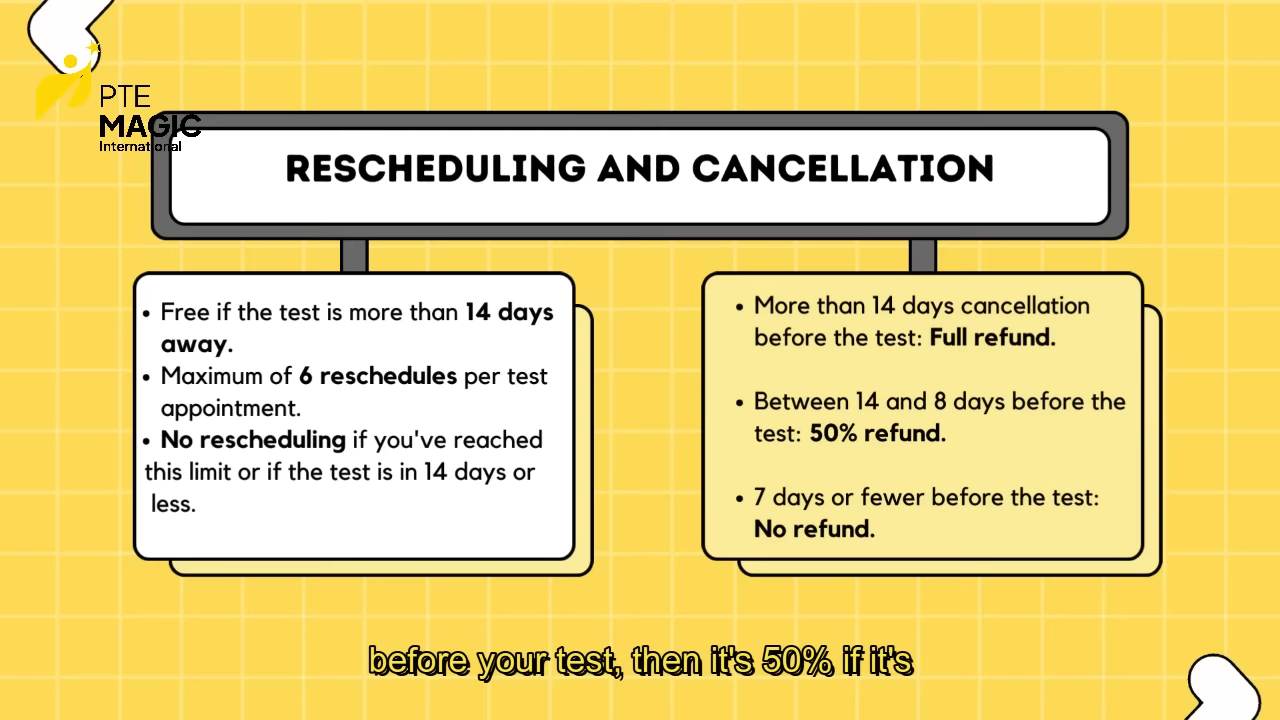 PTE
MAGIC
International
RESCHEDULING AND CANCELLATION
• Free if the test is more than 14 days
away.
• Maximum of 6 reschedules per test
appointment.
• No rescheduling if you've reached
this limit or if the test is in 14 days or
less.
• More than 14 days cancellation
before the test: Full refund.
• Between 14 and 8 days before the
test: 50% refund.
• 7 days or fewer before the test:
No refund.
before your test, then it's 50% if it's